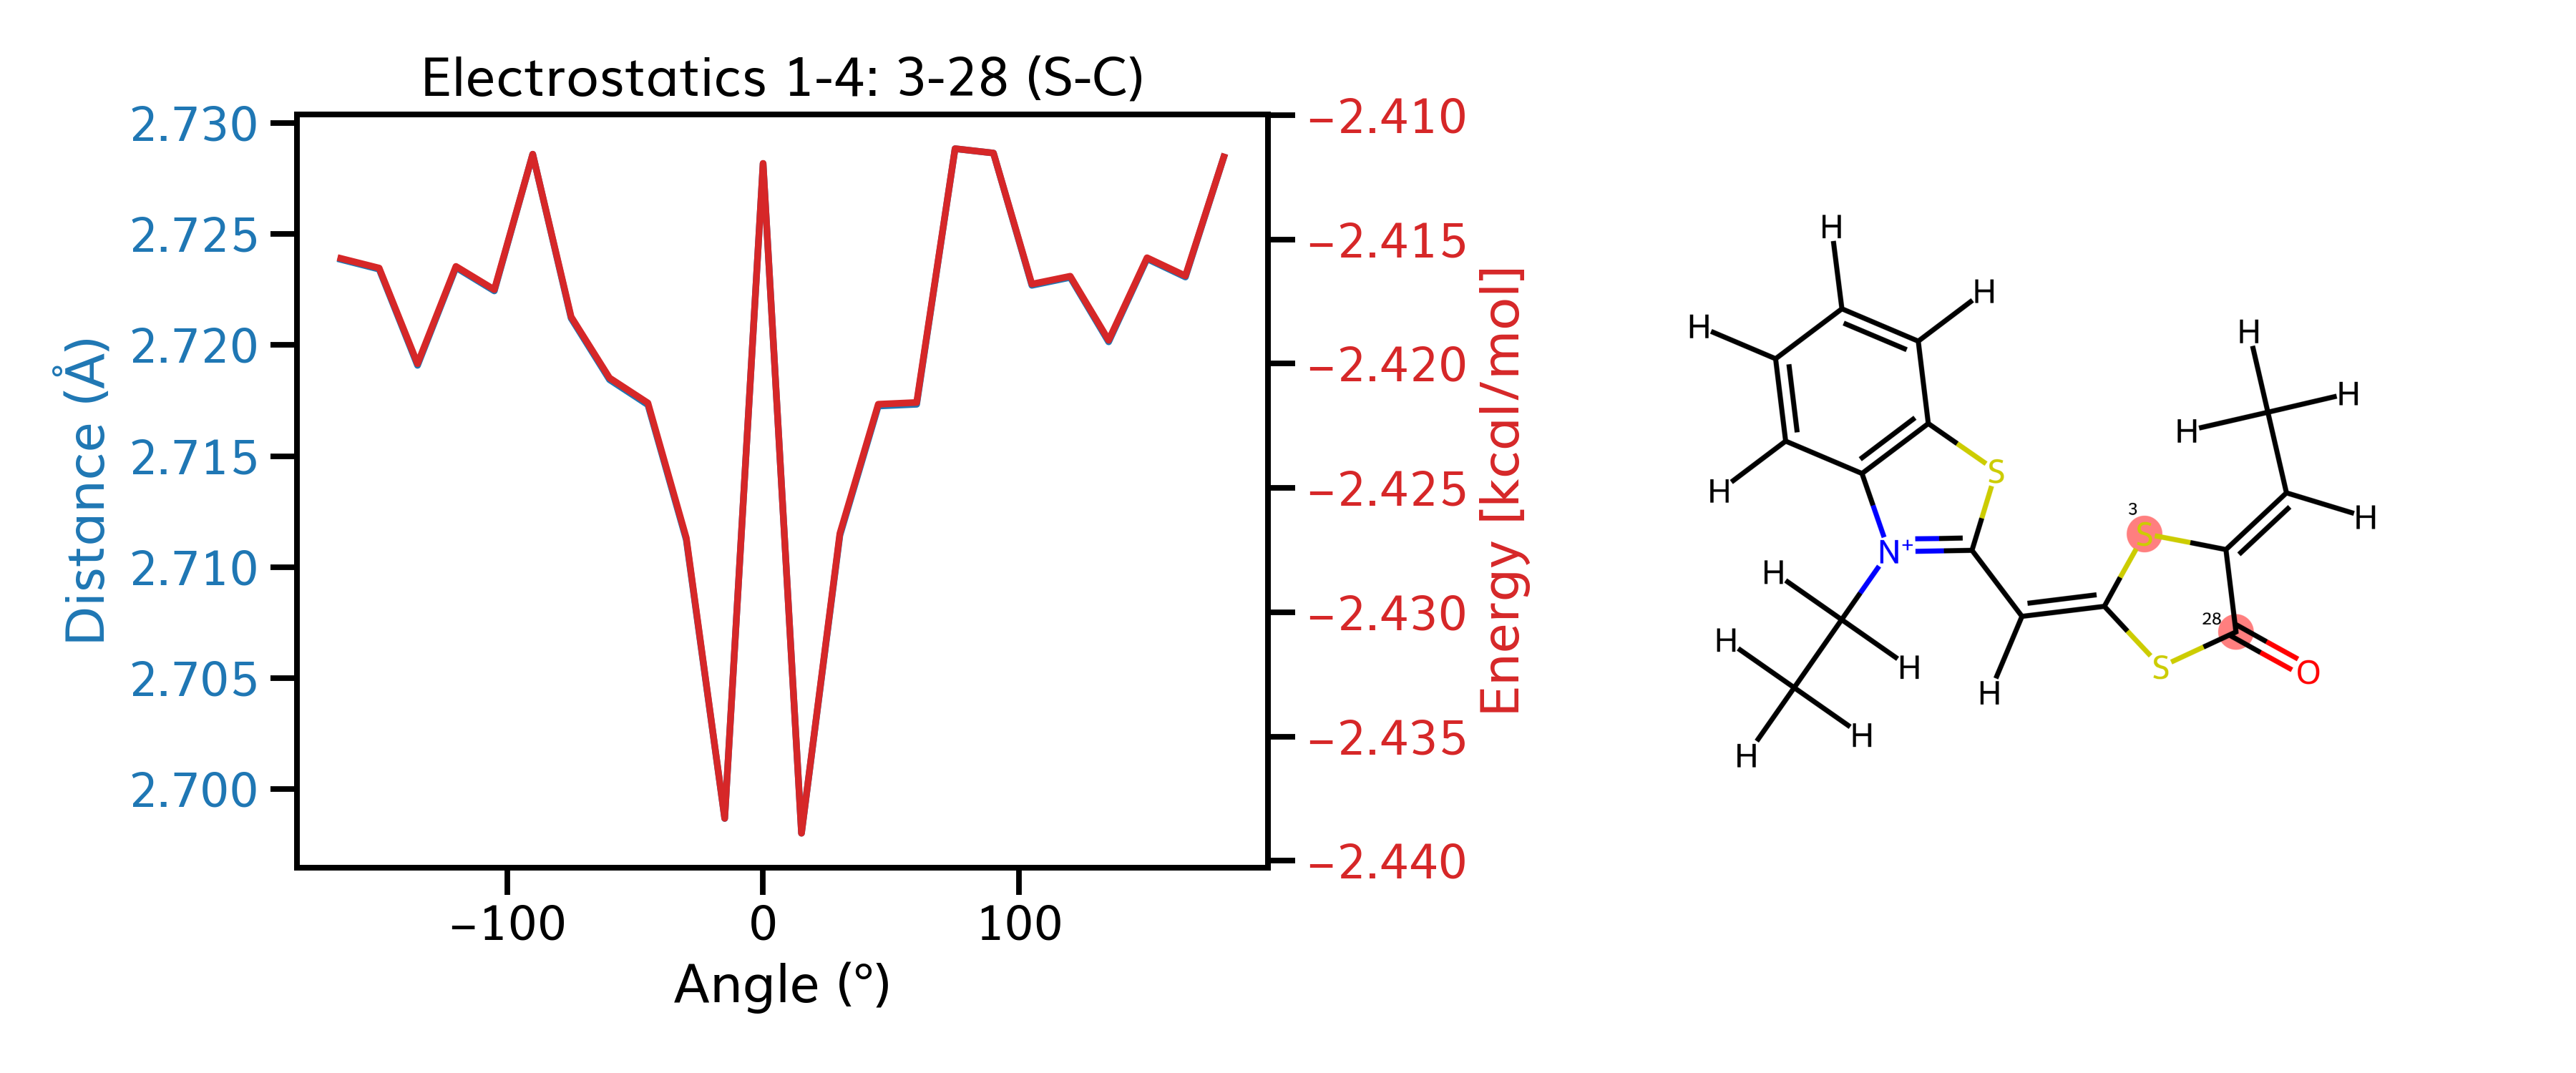 Electrostatics 1-4: 3-28 (S-C)
2.730
2.725
2.720
2.715
2.710
2.705
2.700
Distance (Å)
−2.410
−2.415
−2.420
−2.425
−2.430
−2.435
−2.440
Energy [kcal/mol]
−100 0 100
Angle (°)
H
H
H
H
H
H
H
S
H
3
S
H
N+
H
28
H
H
S
O
H
H
H